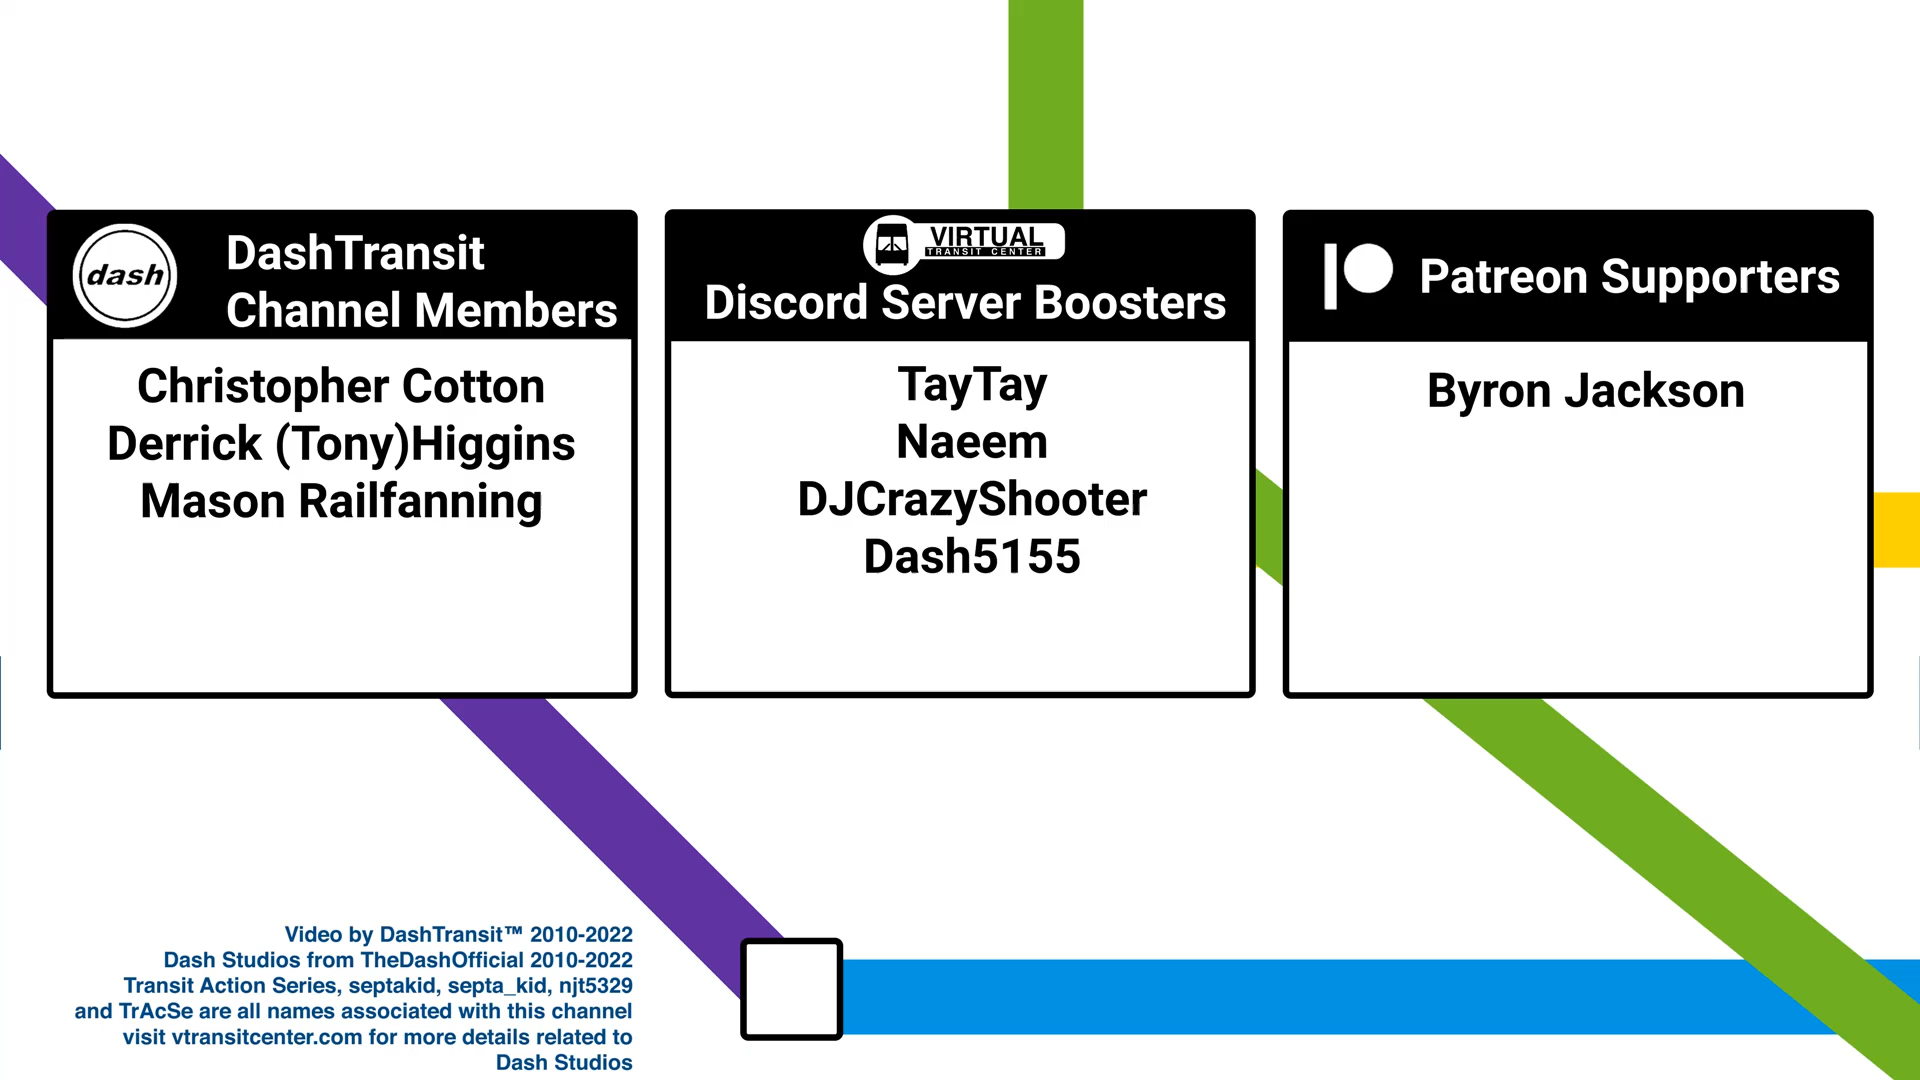 dash
DashTransit
Channel Members
Christopher Cotton
Derrick (Tony)Higgins
Mason Railfanning
VIRTUAL
TRANSIT CENTER
Discord Server Boosters
TayTay
Naeem
DJCrazyShooter
Dash5155
Patreon Supporters
Byron Jackson
Video by DashTransit™ 2010-2022
Dash Studios from TheDashOfficial 2010-2022
Transit Action Series, septakid, septa_kid, njt5329
and TrAcSe are all names associated with this channel
visit vtransitcenter.com for more details related to
Dash Studios